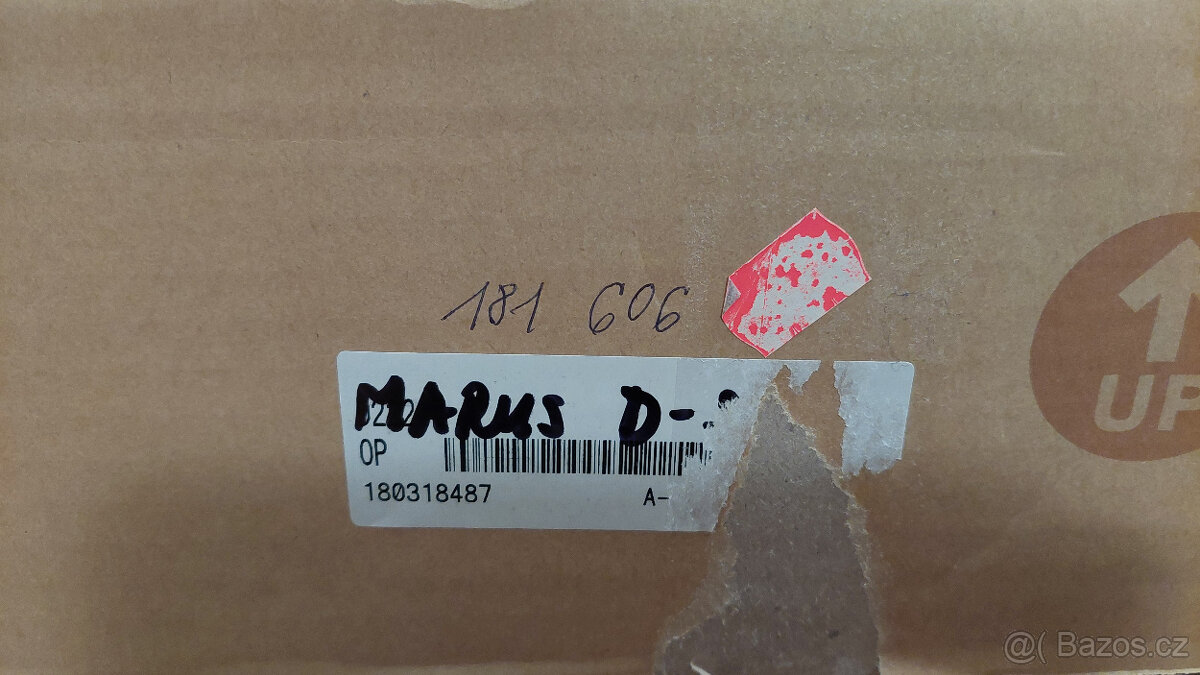 181 606
MARUS D-
OP
180318487 A-
UP
@( Bazos.cz